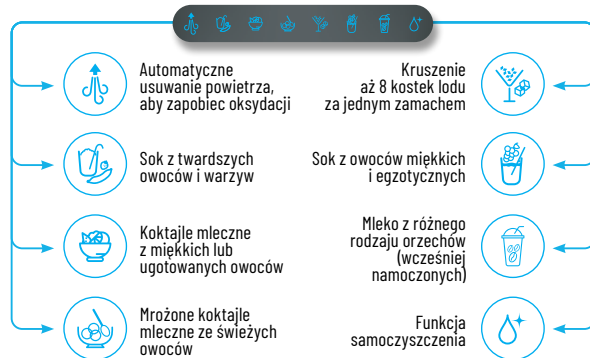 Automatyczne
usuwanie powietrza,
aby zapobiec oksydacji
Kruszenie
aż 8 kostek lodu
za jednym zamachem
Sok z twardszych
owoców i warzyw
Sok z owoców miękkich
i egzotycznych
Koktajle mleczne
z miękkich lub
ugotowanych owoców
Mleko z różnego
rodzaju orzechów
(wcześniej
namoczonych)
Mrożone koktajle
mleczne ze świeżych
owoców
Funkcja
samoczyszczenia